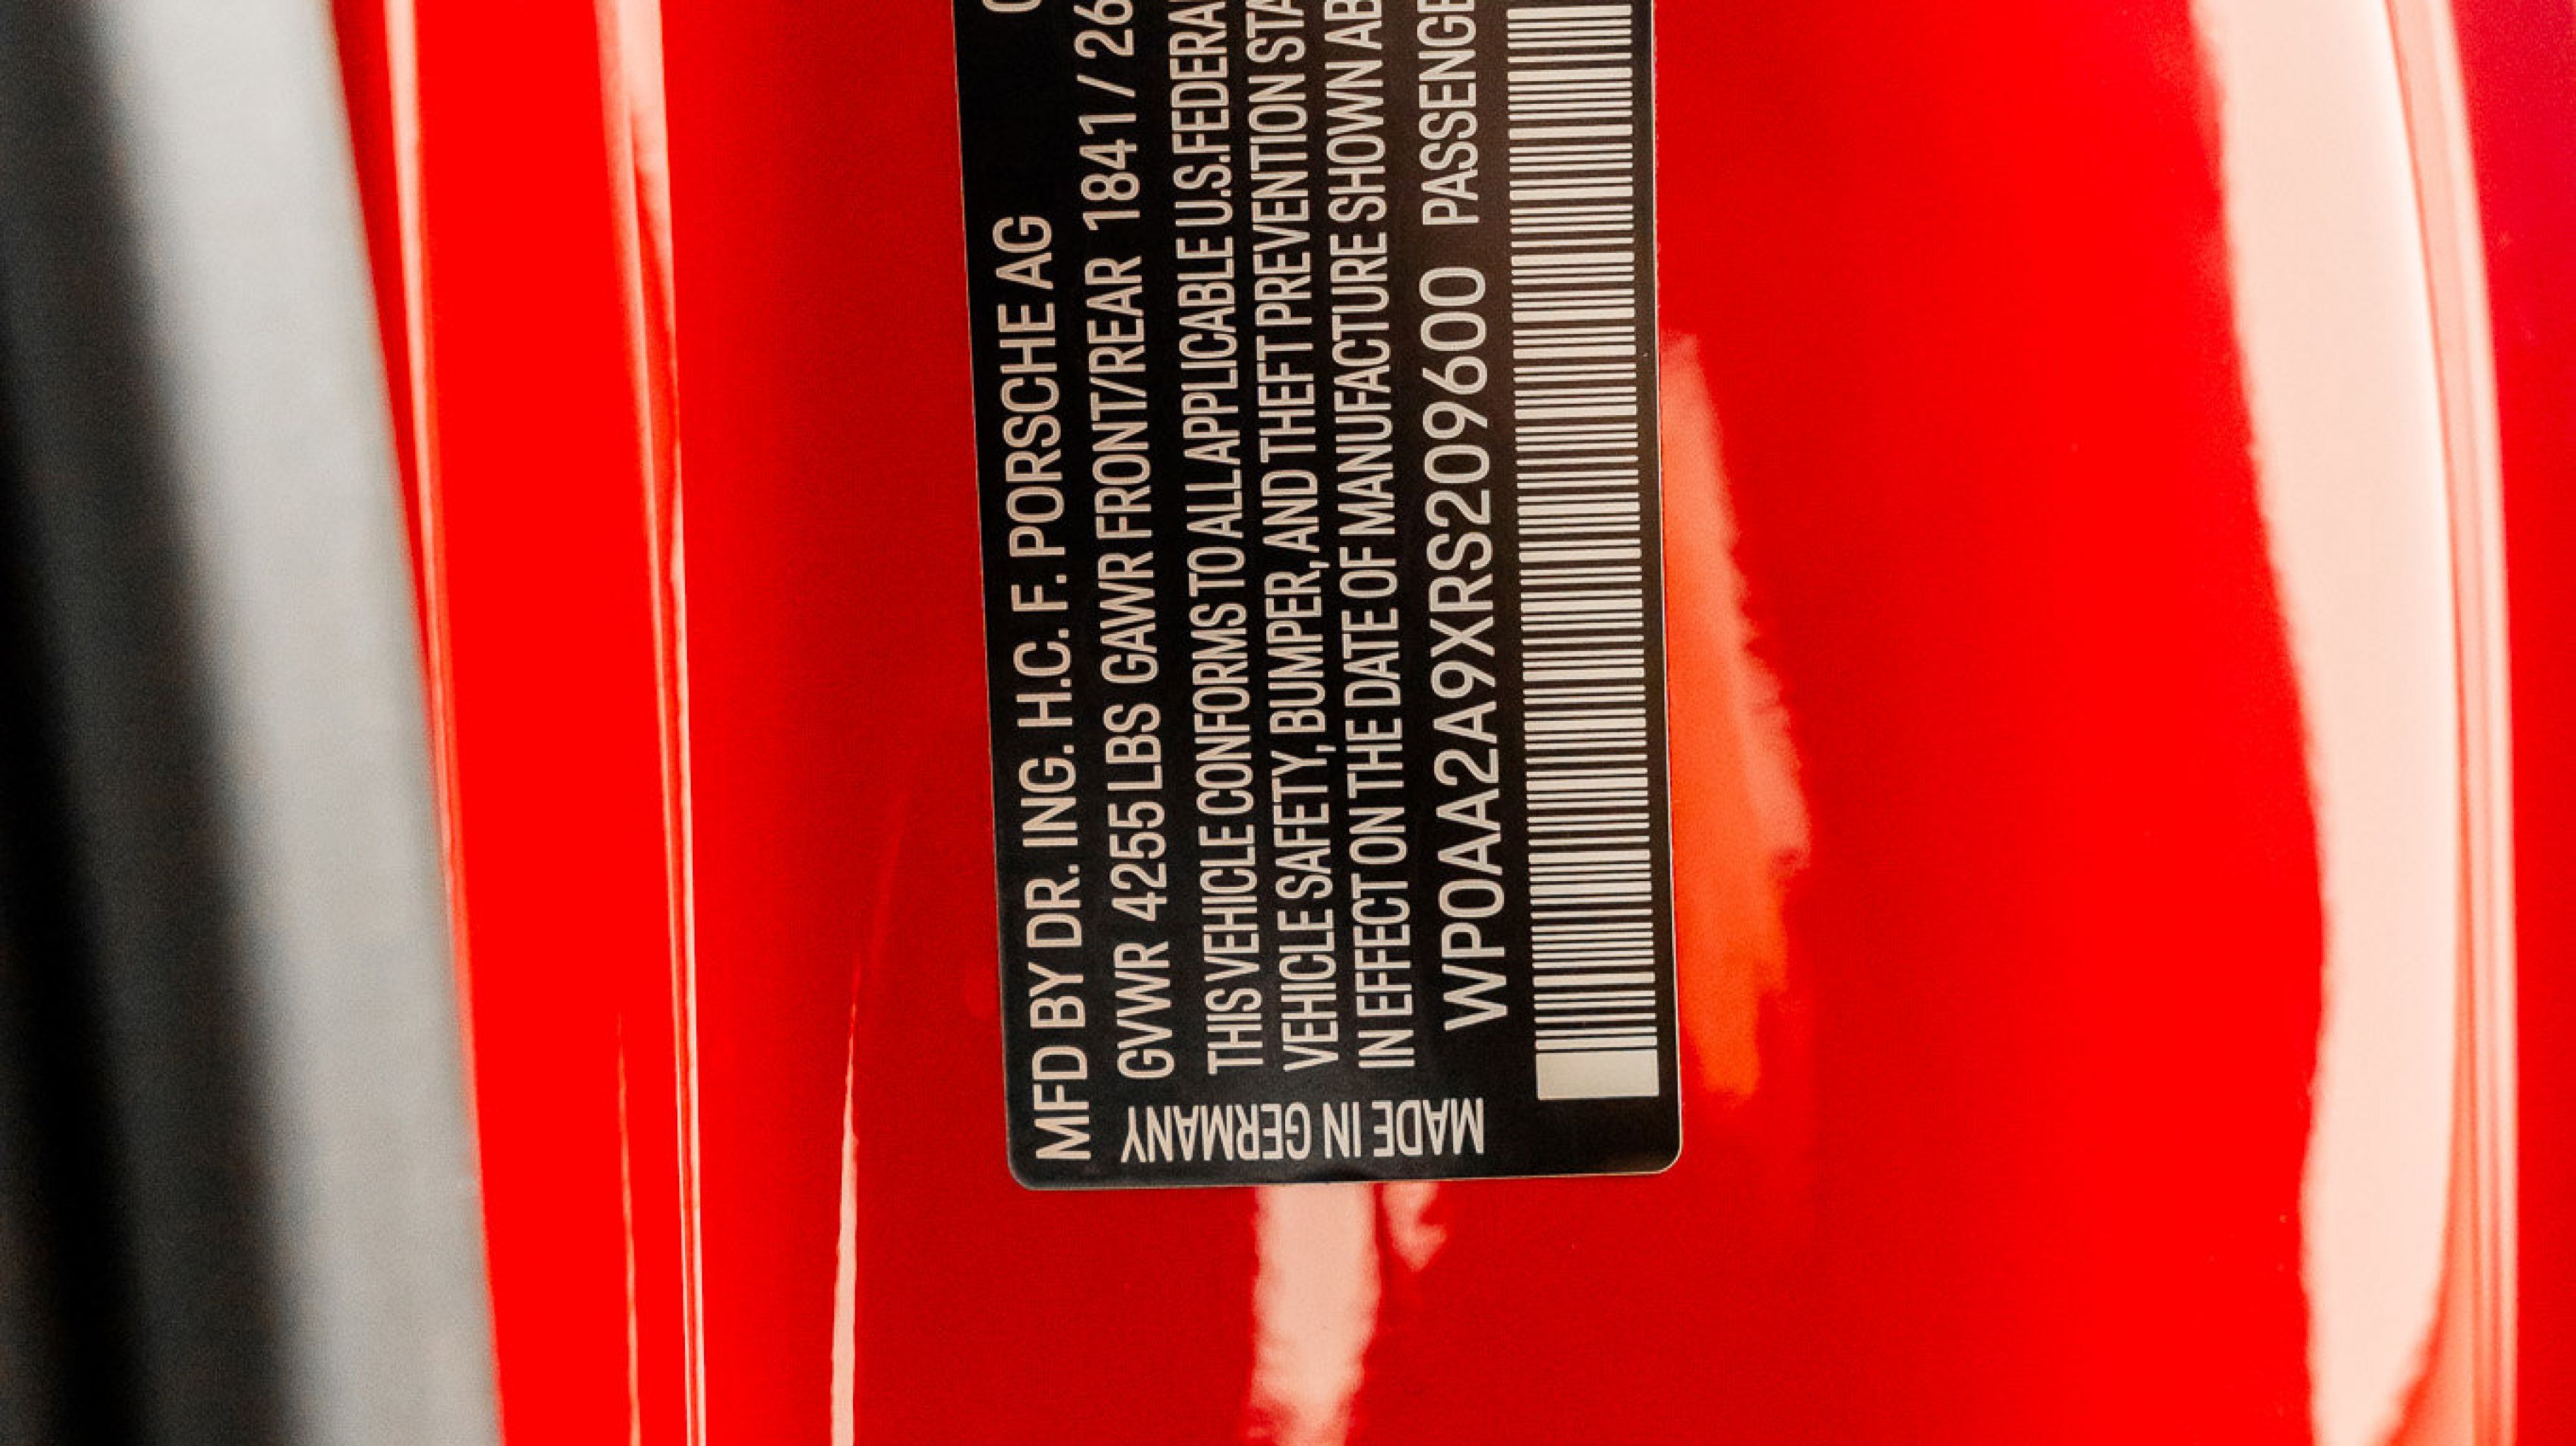 MFD BY DR. ING. H.C. F. PORSCHE AG
GVWR 4255 LBS GAWR FRONT/REAR 1841 / 26
THIS VEHICLE CONFORMS TO ALL APPLICABLE U.S. FEDERA
VEHICLE SAFETY, BUMPER, AND THEFT PREVENTION STA
IN EFFECT ON THE DATE OF MANUFACTURE SHOWN AB
WP0AA2A9XRS209600 PASSENGE
MADE IN GERMANY